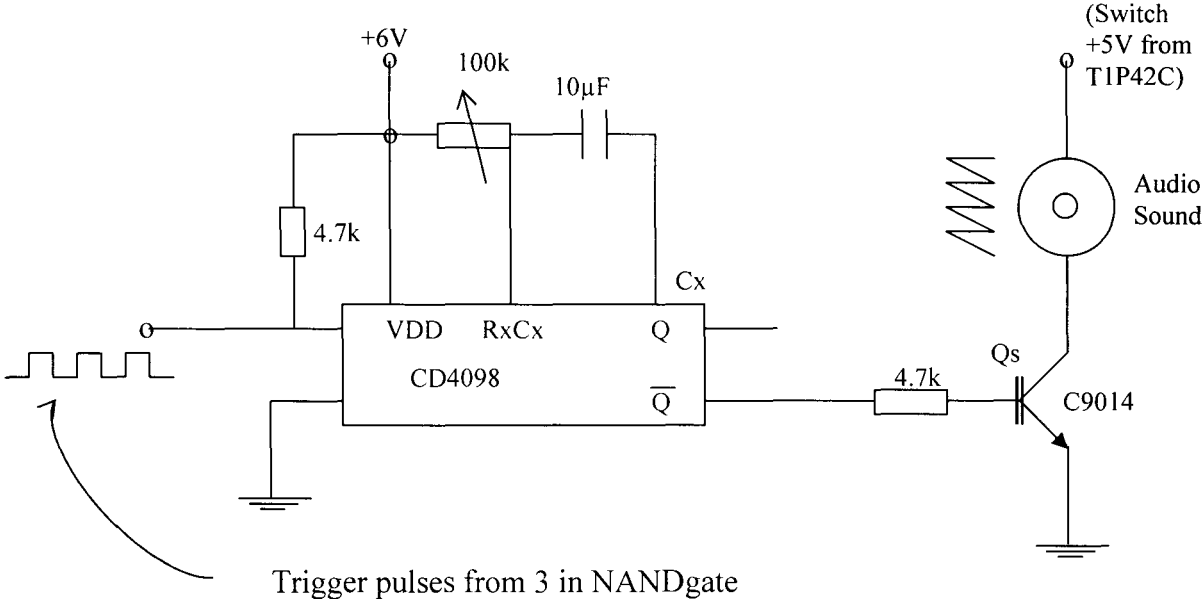 (Switch
+5V from
T1P42C)
+6V
100k
10µF
4.7k
Audio
Sound
Cx
VDD RxCx Q
CD4098
Q̅
4.7k
Qs
C9014
Trigger pulses from 3 in NANDgate